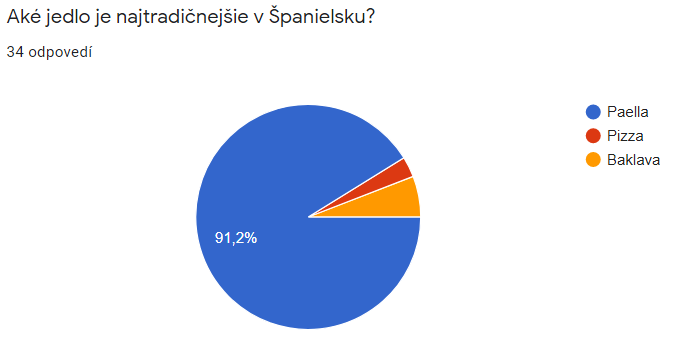 Aké jedlo je najtradičnejšie v Španielsku?
34 odpovedí
Paella
Pizza
Baklava
91,2%